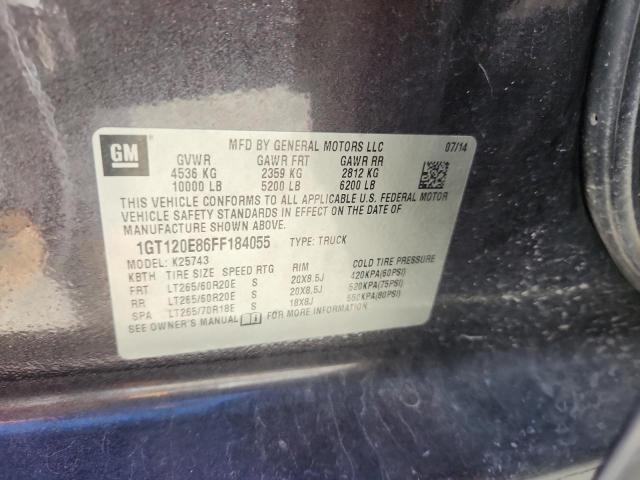 GM
MFD BY GENERAL MOTORS LLC 07/14
GVWR GAWR FRT GAWR RR
4536 KG 2359 KG 2812 KG
10000 LB 5200 LB 6200 LB
THIS VEHICLE CONFORMS TO ALL APPLICABLE U.S. FEDERAL MOTOR
VEHICLE SAFETY STANDARDS IN EFFECT ON THE DATE OF
MANUFACTURE SHOWN ABOVE.
1GT120E86FF184055 TYPE: TRUCK
MODEL: K25743
KBTH TIRE SIZE SPEED RTG RIM COLD TIRE PRESSURE
FRT LT265/60R20E S 20X8.5J 420KPA(60PSI)
RR LT265/60R20E S 20X8.5J 520KPA(75PSI)
SPA LT265/70R18E S 18X8J 550KPA(80PSI)
SEE OWNER'S MANUAL FOR MORE INFORMATION.